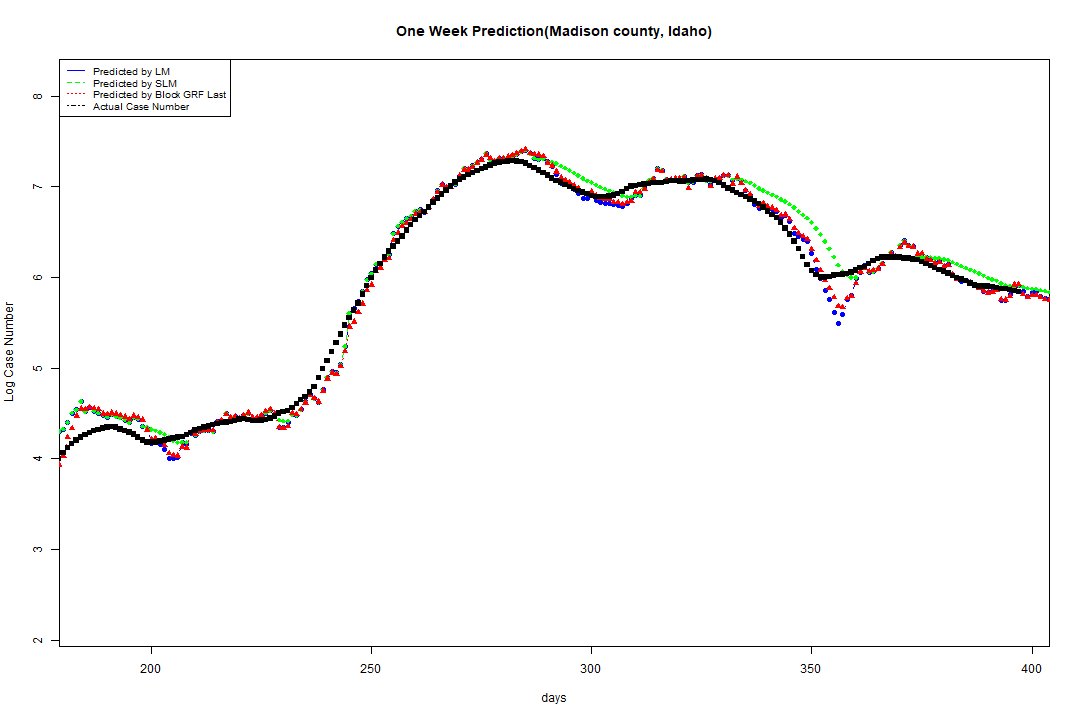 One Week Prediction(Madison county, Idaho)
Predicted by LM
Predicted by SLM
Predicted by Block GRF Last
Actual Case Number
8
7
6
5
4
3
2
Log Case Number
200 250 300 350 400
days